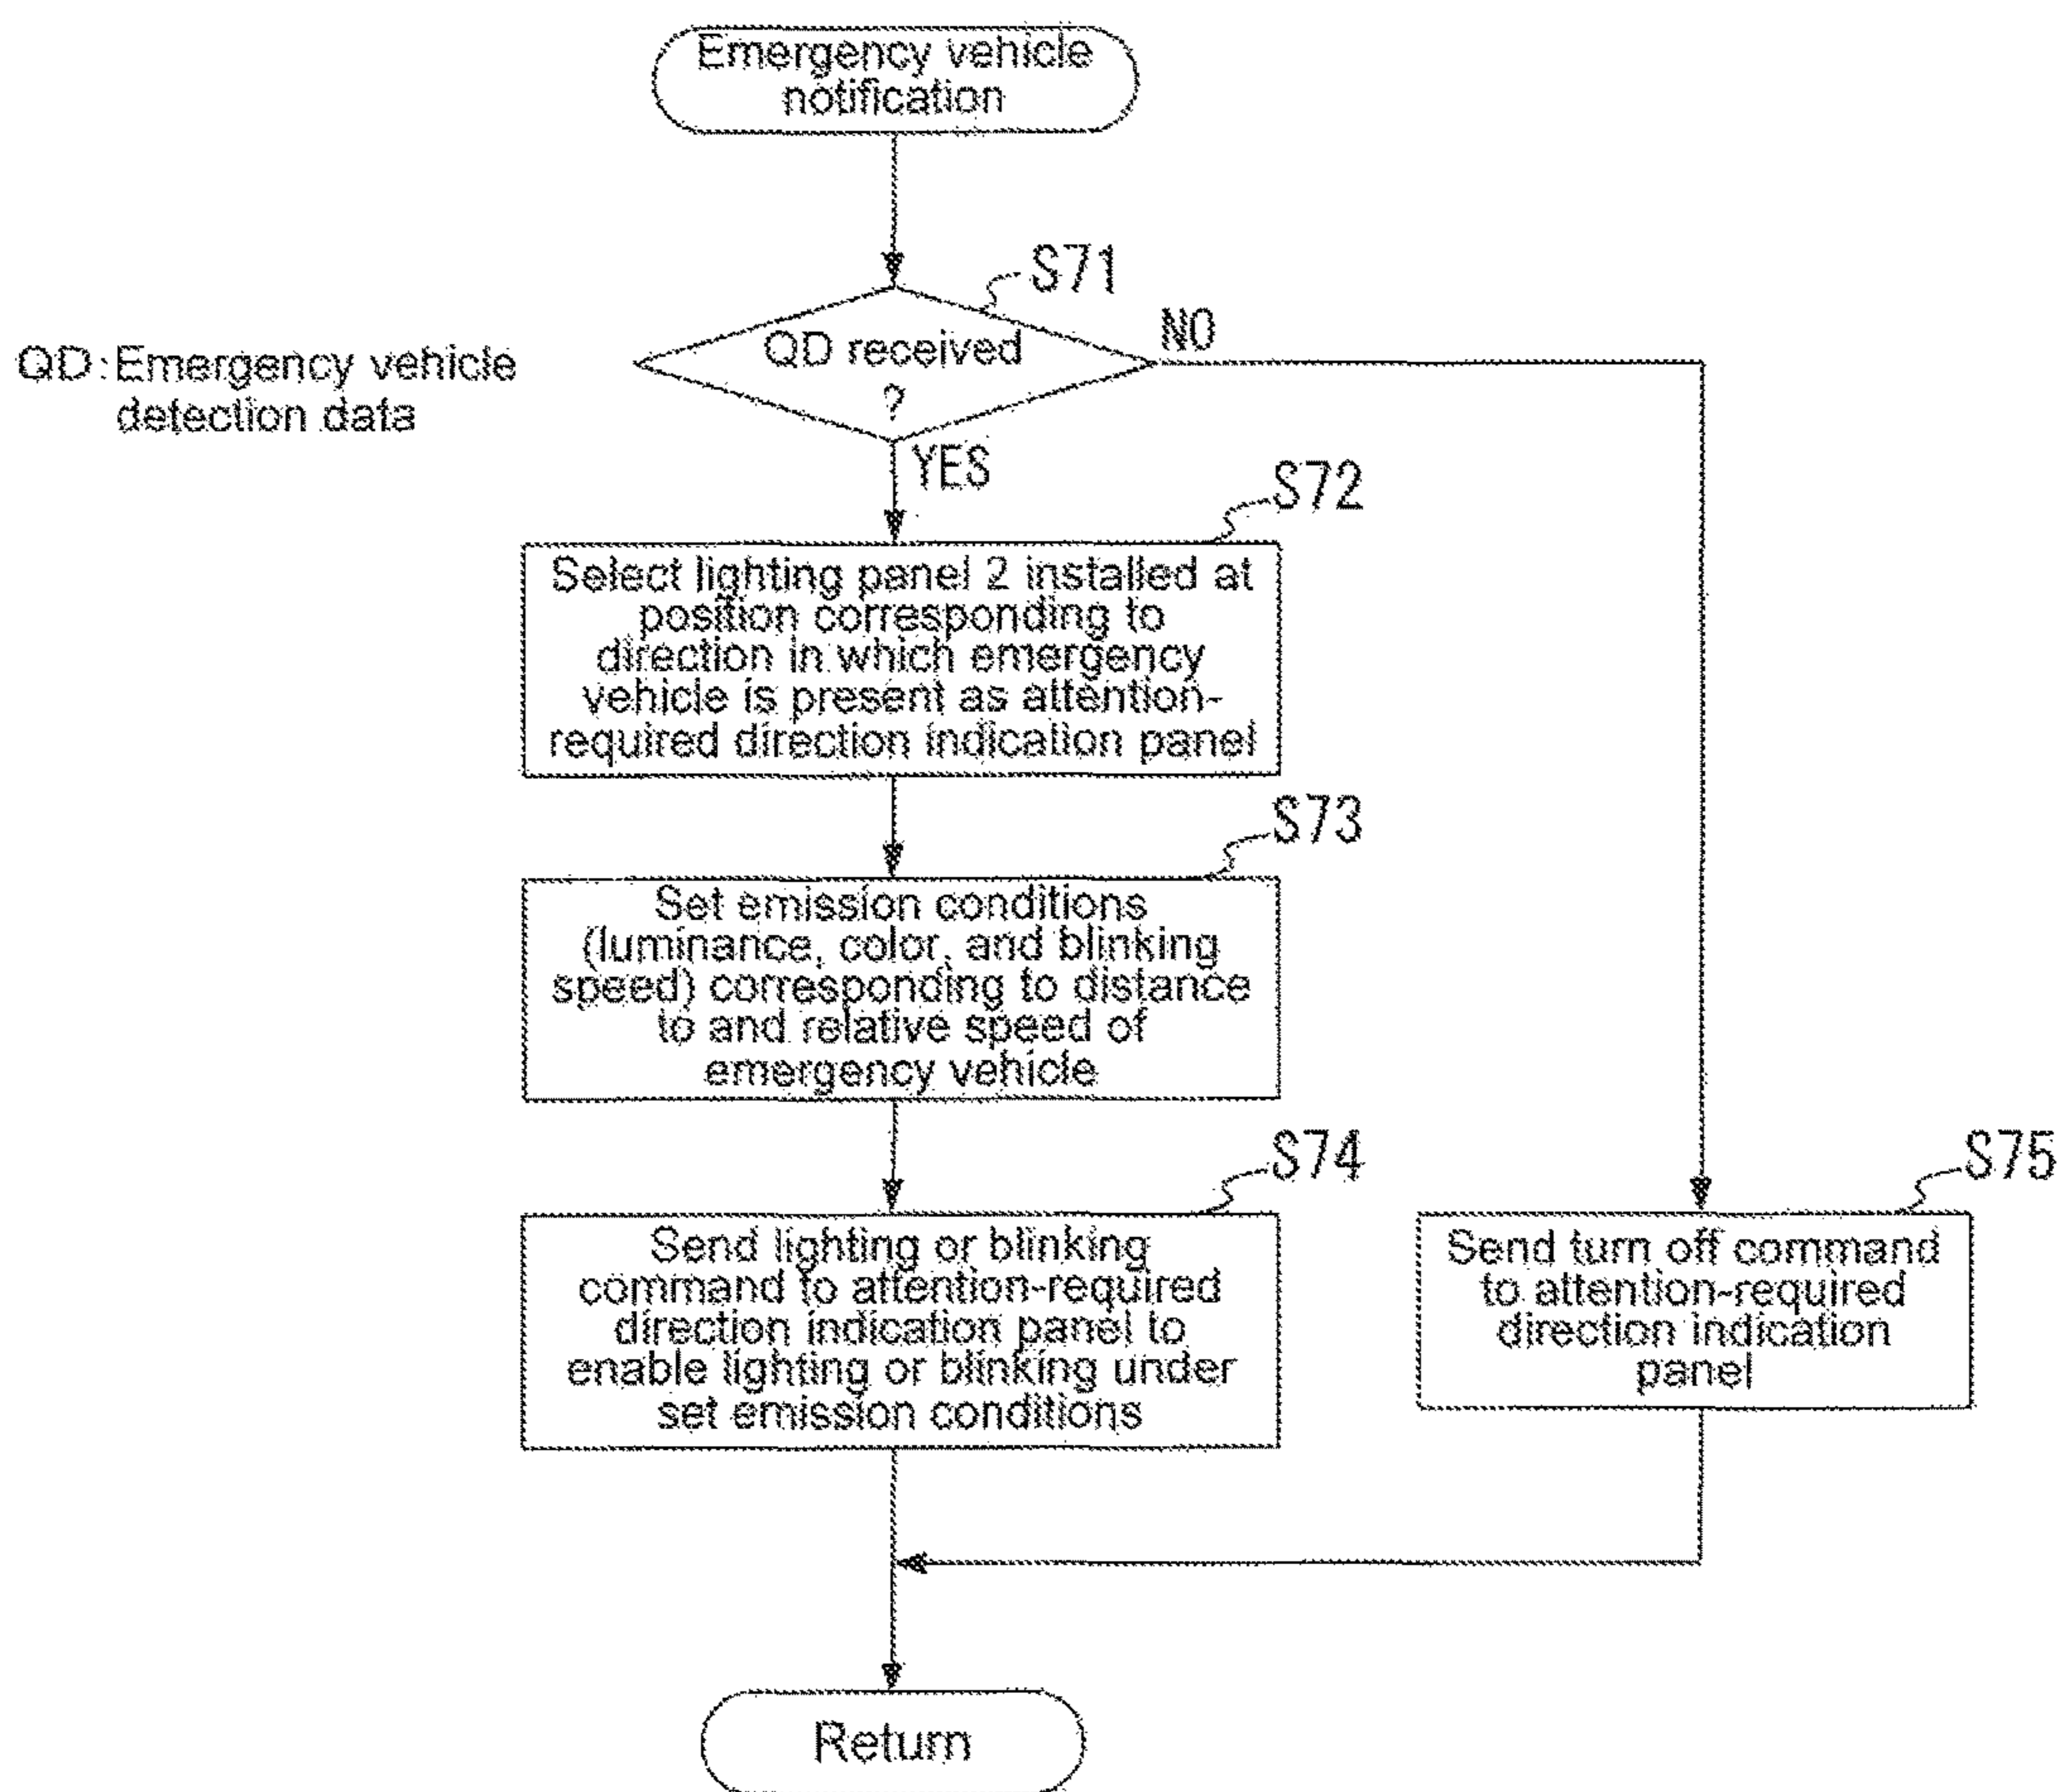 Emergency vehicle
notification
S71
QD received
?
NO
QD:Emergency vehicle
detection data
YES
S72
Select lighting panel 2 installed at
position corresponding to
direction in which emergency
vehicle is present as attention-
required direction indication panel
S73
Set emission conditions
(luminance, color, and blinking
speed) corresponding to distance
to and relative speed of
emergency vehicle
S74
Send lighting or blinking
command to attention-required
direction indication panel to
enable lighting or blinking under
set emission conditions
S75
Send turn off command
to attention-required
direction indication
panel
Return